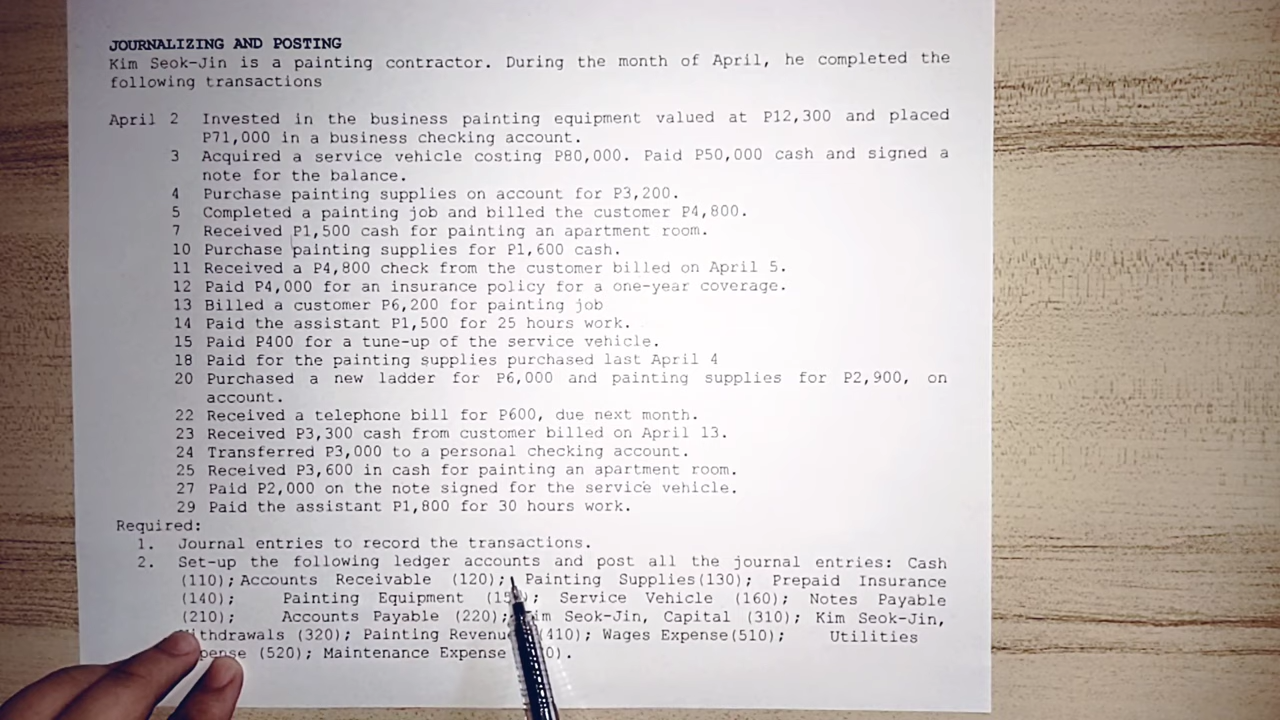 JOURNALIZING AND POSTING
Kim Seok-Jin is a painting contractor. During the month of April, he completed the
following transactions
April 2 Invested in the business painting equipment valued at P12,300 and placed
P71,000 in a business checking account.
3 Acquired a service vehicle costing P80,000. Paid P50,000 cash and signed a
note for the balance.
4 Purchase painting supplies on account for P3,200.
5 Completed a painting job and billed the customer P4,800.
7 Received P1,500 cash for painting an apartment room.
10 Purchase painting supplies for P1,600 cash.
11 Received a P4,800 check from the customer billed on April 5.
12 Paid P4,000 for an insurance policy for a one-year coverage.
13 Billed a customer P6,200 for painting job
14 Paid the assistant P1,500 for 25 hours work.
15 Paid P400 for a tune-up of the service vehicle.
18 Paid for the painting supplies purchased last April 4
20 Purchased a new ladder for P6,000 and painting supplies for P2,900, on
account.
22 Received a telephone bill for P600, due next month.
23 Received P3,300 cash from customer billed on April 13.
24 Transferred P3,000 to a personal checking account.
25 Received P3,600 in cash for painting an apartment room.
27 Paid P2,000 on the note signed for the service vehicle.
29 Paid the assistant P1,800 for 30 hours work.
Required:
1. Journal entries to record the transactions.
2. Set-up the following ledger accounts and post all the journal entries: Cash
(110); Accounts Receivable (120); Painting Supplies(130); Prepaid Insurance
(140); Painting Equipment Service Vehicle (160); Notes Payable
(210); Accounts Payable (220); Seok-Jin, Capital (310); Kim Seok-Jin,
(320); Painting (410); Wages Expense(510); Utilities
(520); Maintenance Expense